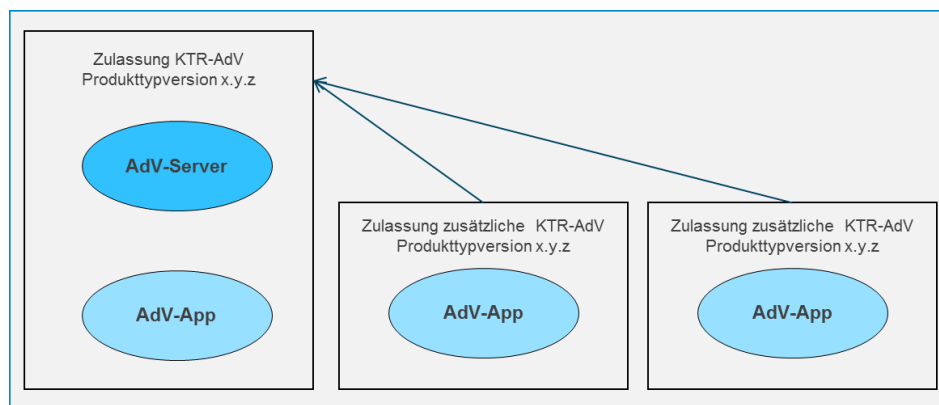 Zulassung KTR-AdV
Produkttypversion x.y.z
AdV-Server
AdV-App
Zulassung zusätzliche KTR-AdV
Produkttypversion x.y.z
AdV-App
Zulassung zusätzliche KTR-AdV
Produkttypversion x.y.z
AdV-App